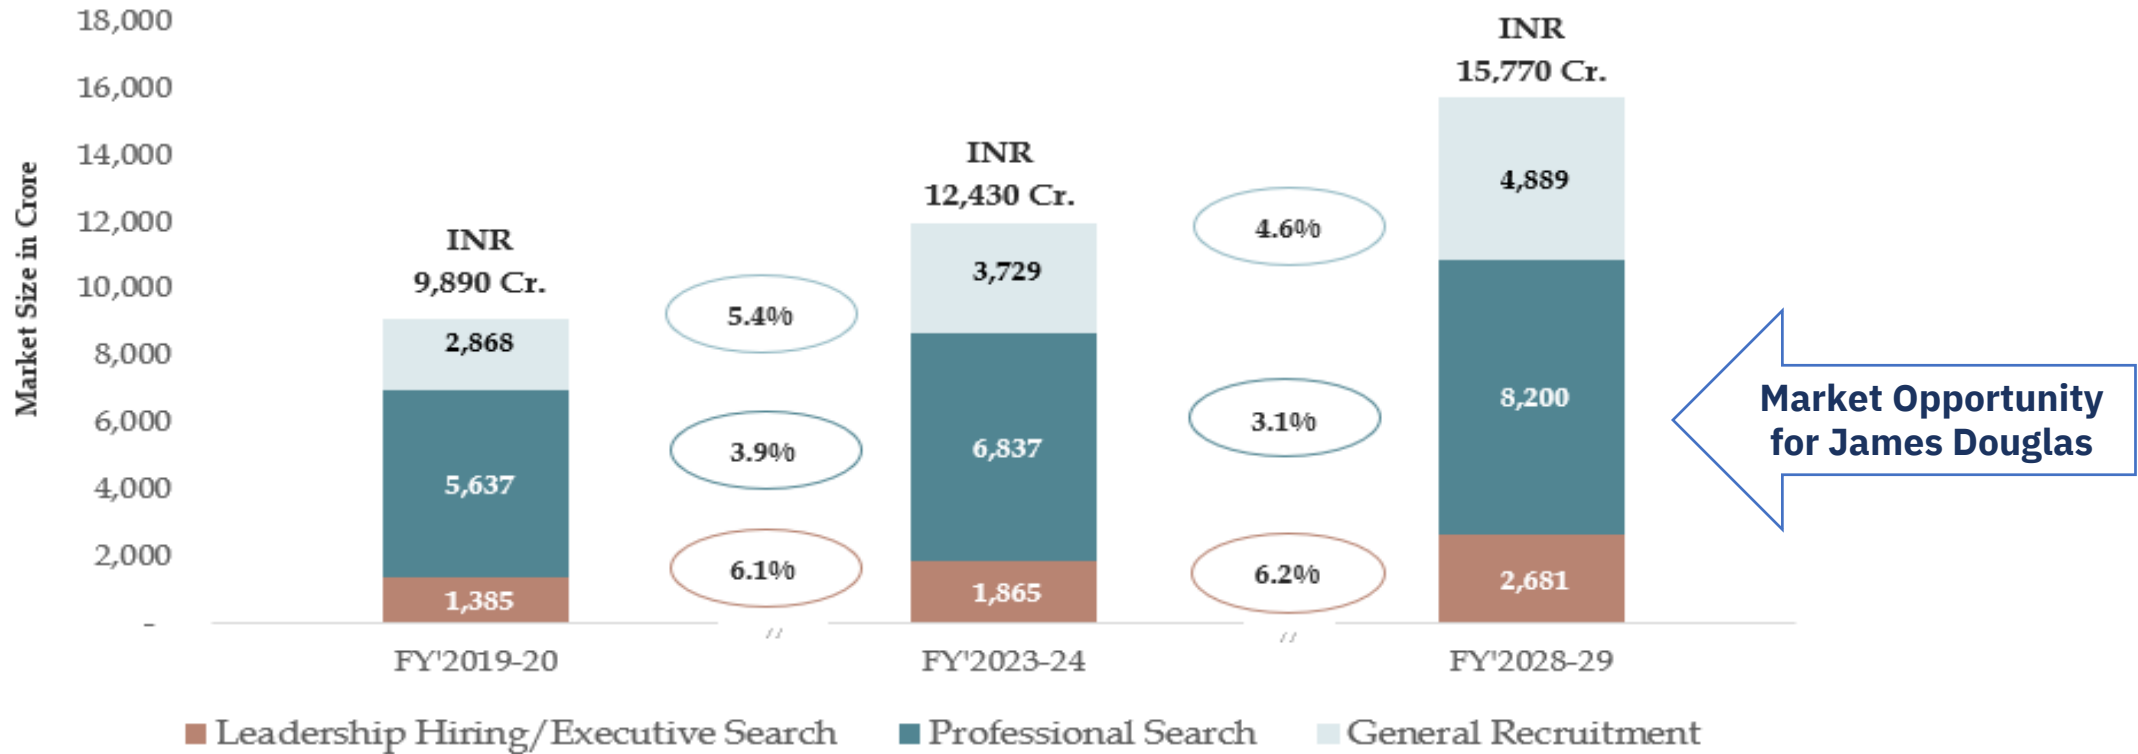 18,000
16,000
14,000
12,000
10,000
8,000
6,000
4,000
2,000
-
Market Size in Crore
INR
9,890 Cr.
2,868
5,637
1,385
5.4%
3.9%
6.1%
INR
12,430 Cr.
3,729
6,837
1,865
4.6%
3.1%
6.2%
INR
15,770 Cr.
4,889
8,200
2,681
Market Opportunity
for James Douglas
//
//
FY'2019-20
FY'2023-24
FY'2028-29
Leadership Hiring/Executive Search
Professional Search
General Recruitment